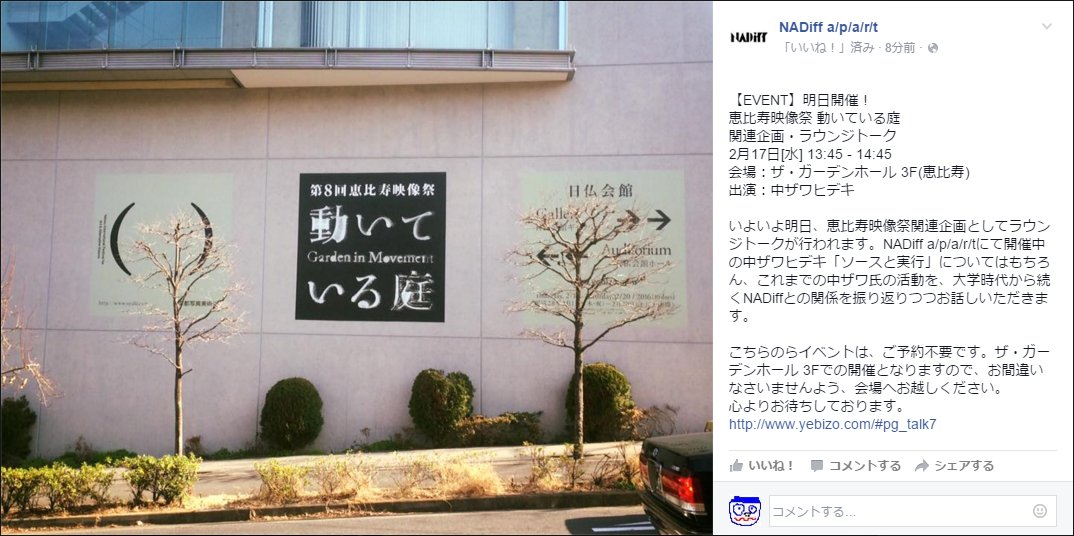 第8回恵比寿映像祭
動いて
Garden in Movement
いる庭
日仏会館
Auditorium
NADiff
NADiff a/p/a/r/t
「いいね！」済み · 8分前 ·
【EVENT】明日開催！
恵比寿映像祭 動いている庭
関連企画・ラウンジトーク
2月17日[水] 13:45 - 14:45
会場：ザ・ガーデンホール 3F(恵比寿)
出演：中ザワヒデキ
いよいよ明日、恵比寿映像祭関連企画としてラウン
ジトークが行われます。NADiff a/p/a/r/tにて開催中
の中ザワヒデキ「ソースと実行」についてはもちろ
ん、これまでの中ザワ氏の活動を、大学時代から続
くNADiffとの関係を振り返りつつお話しいただきま
す。
こちらのらイベントは、ご予約不要です。ザ・ガー
デンホール 3Fでの開催となりますので、お間違い
なさいませんよう、会場へお越しください。
心よりお待ちしております。
http://www.yebizo.com/#pg_talk7
いいね！ コメントする シェアする
コメントする...